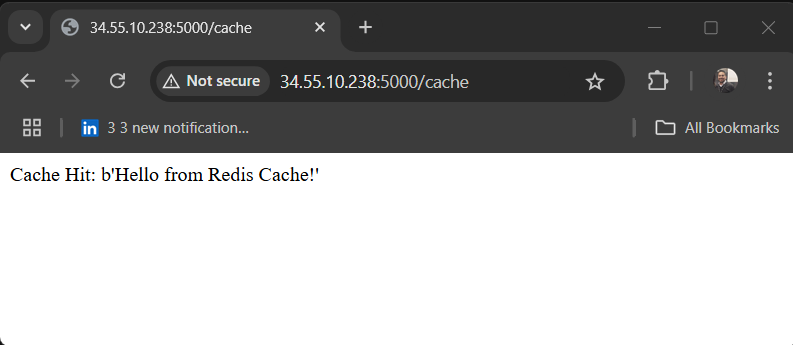 34.55.10.238:5000/cache
Not secure 34.55.10.238:5000/cache
in 3 3 new notification... All Bookmarks
Cache Hit: b'Hello from Redis Cache!'